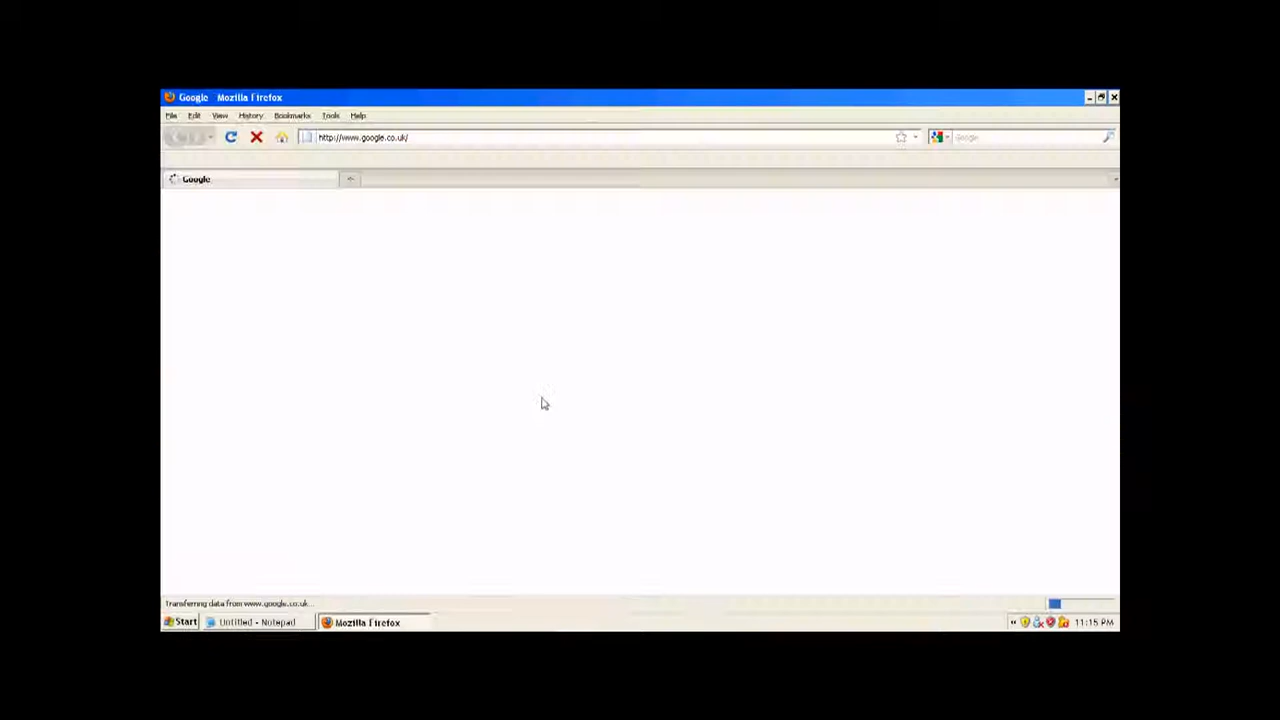 Google - Mozilla Firefox
File Edit View History Bookmarks Tools Help
http://www.google.co.uk/ Google
Google
Transferring data from www.google.co.uk...
Start Untitled - Notepad Mozilla Firefox 11:15 PM